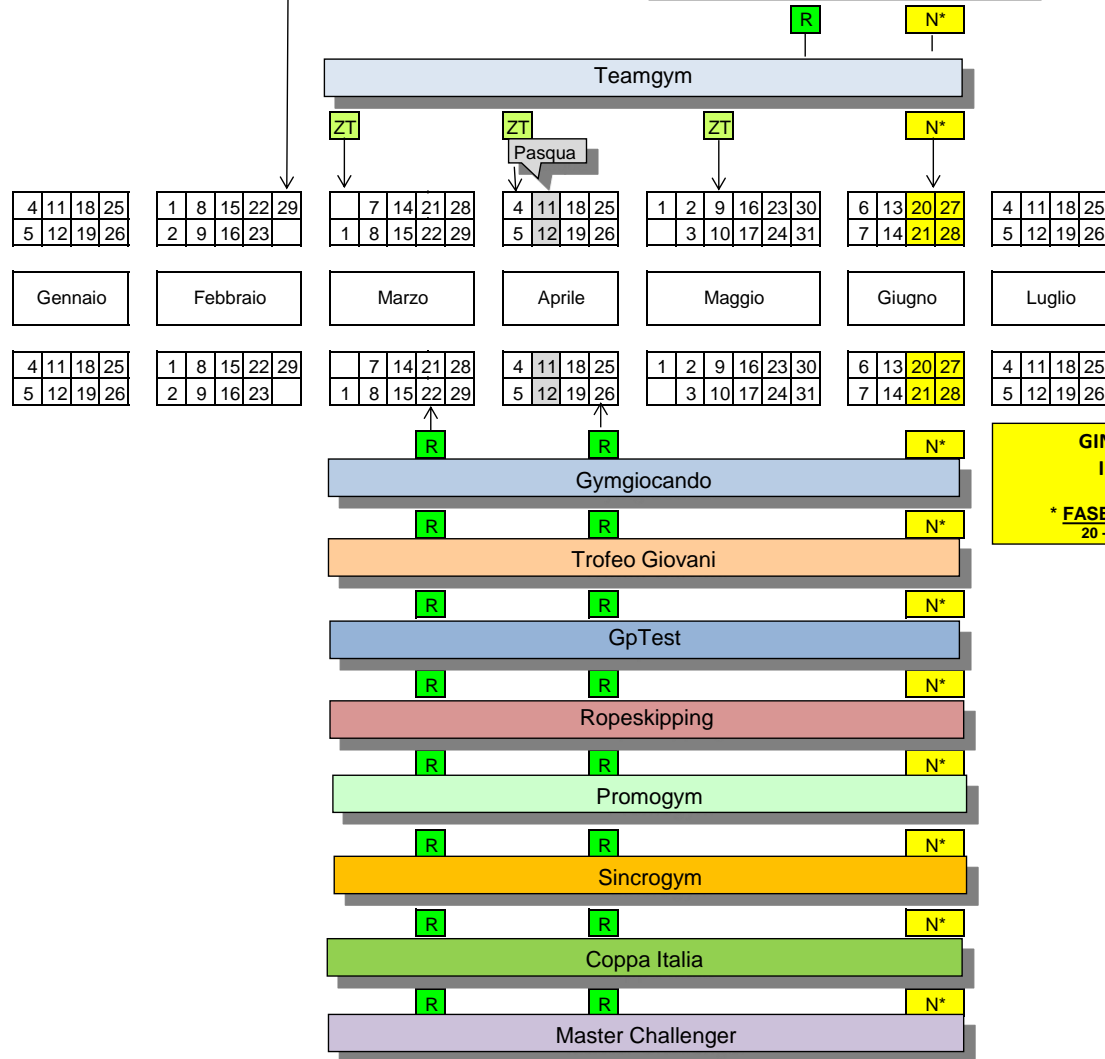 R N*
Teamgym
ZT ZT ZT N*
Pasqua
4 11 18 25 1 8 15 22 29 7 14 21 28 4 11 18 25 1 2 9 16 23 30 6 13 20 27 4 11 18 25
5 12 19 26 2 9 16 23 1 8 15 22 29 5 12 19 26 3 10 17 24 31 7 14 21 28 5 12 19 26
Gennaio Febbraio Marzo Aprile Maggio Giugno Luglio
4 11 18 25 1 8 15 22 29 7 14 21 28 4 11 18 25 1 2 9 16 23 30 6 13 20 27 4 11 18 25
5 12 19 26 2 9 16 23 1 8 15 22 29 5 12 19 26 3 10 17 24 31 7 14 21 28 5 12 19 26
R R N*
GIN
I
* FASE
20 -
Gymgiocando
R R N*
Trofeo Giovani
R R N*
GpTest
R R N*
Ropeskipping
R R N*
Promogym
R R N*
Sincrogym
R R N*
Coppa Italia
R R N*
Master Challenger